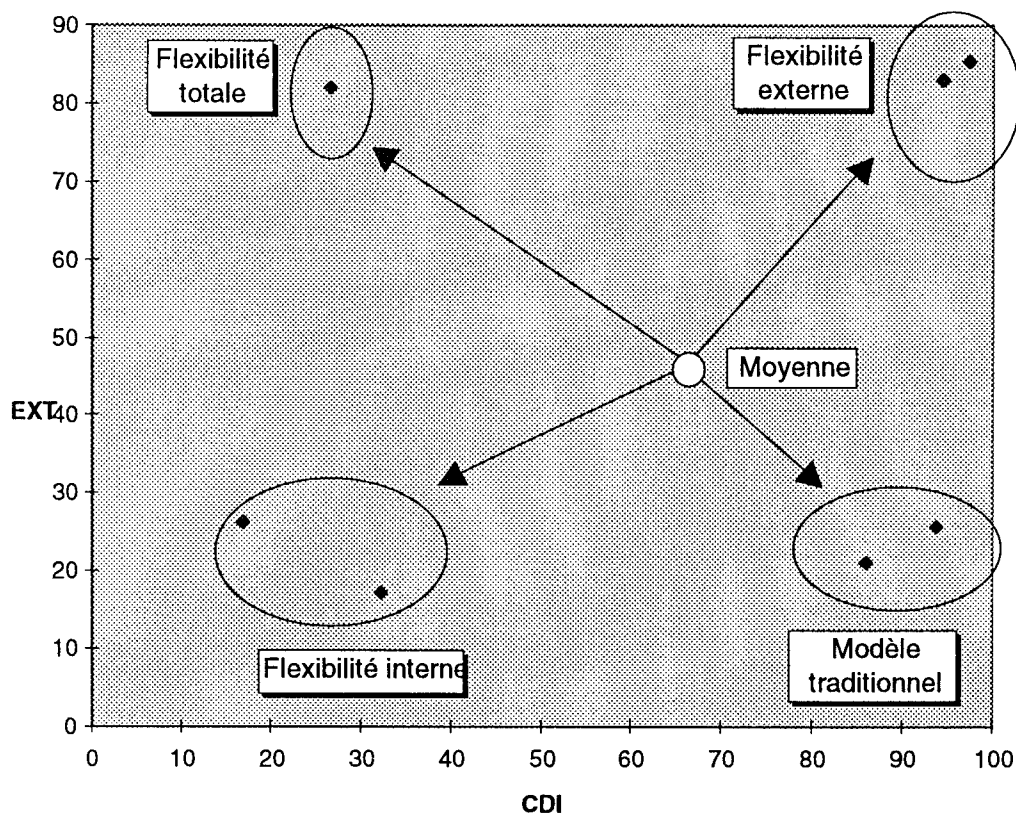 90
80
70
60
50
40
30
20
10
0
EXT
Flexibilité
totale
Flexibilité
externe
Moyenne
Flexibilité interne
Modèle
traditionnel
0 10 20 30 40 50 60 70 80 90 100
CDI